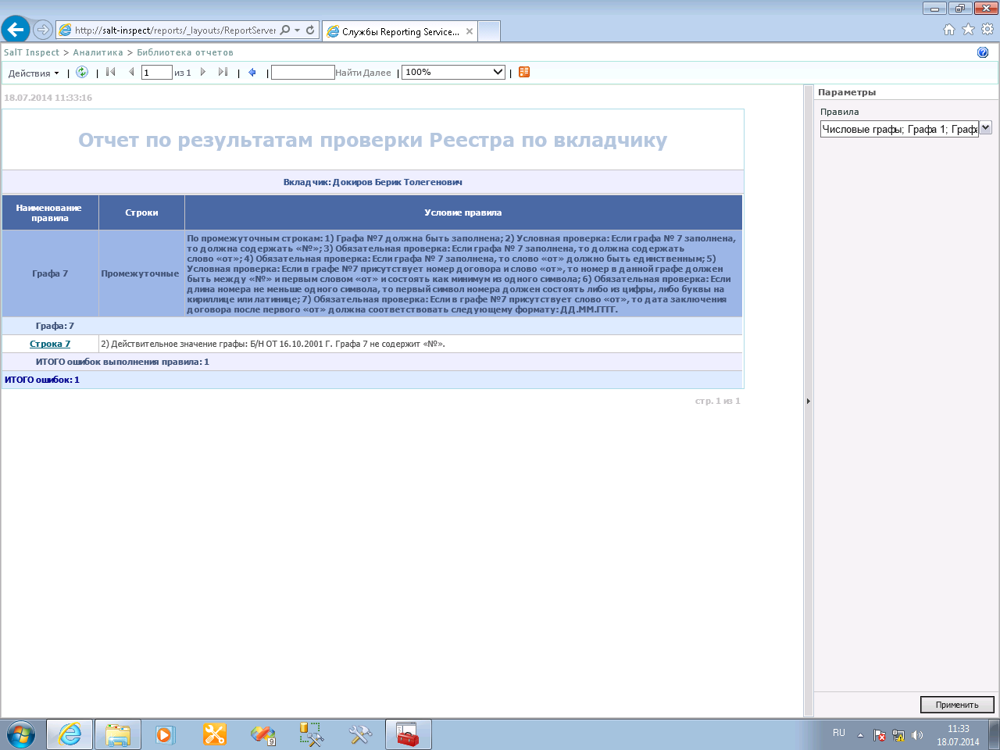 http://salt-inspect/reports/_layouts/ReportServer
Службы Reporting Service...
SalT Inspect > Аналитика > Библиотека отчетов
Действия
1 из 1
Найти Далее
100%
18.07.2014 11:33:16
Отчет по результатам проверки Реестра по вкладчику
Вкладчик: Докиров Берик Толегенович
Наименование правила
Строки
Условие правила
Графа 7
Промежуточные
По промежуточным строкам: 1) Графа №7 должна быть заполнена; 2) Условная проверка: Если графа № 7 заполнена,
то должна содержать «№»; 3) Обязательная проверка: Если графа № 7 заполнена, то должна содержать
слово «от»; 4) Обязательная проверка: Если графа № 7 заполнена, то слово «от» должно быть единственным; 5)
Условная проверка: Если в графе №7 присутствует номер договора и слово «от», то номер в данной графе должен
быть между «№» и первым словом «от» и состоять как минимум из одного символа; 6) Обязательная проверка: Если
длина номера не меньше одного символа, то первый символ номера должен состоять либо из цифры, либо буквы на
кириллице или латинице; 7) Обязательная проверка: Если в графе №7 присутствует слово «от», то дата заключения
договора после первого «от» должна соответствовать следующему формату: ДД.ММ.ГГГГ.
Графа: 7
Строка 7
2) Действительное значение графы: Б/Н ОТ 16.10.2001 Г. Графа 7 не содержит «№».
ИТОГО ошибок выполнения правила: 1
ИТОГО ошибок: 1
стр. 1 из 1
Параметры
Правила
Числовые графы; Графа 1; Графа
Применить
9
RU
11:33
18.07.2014